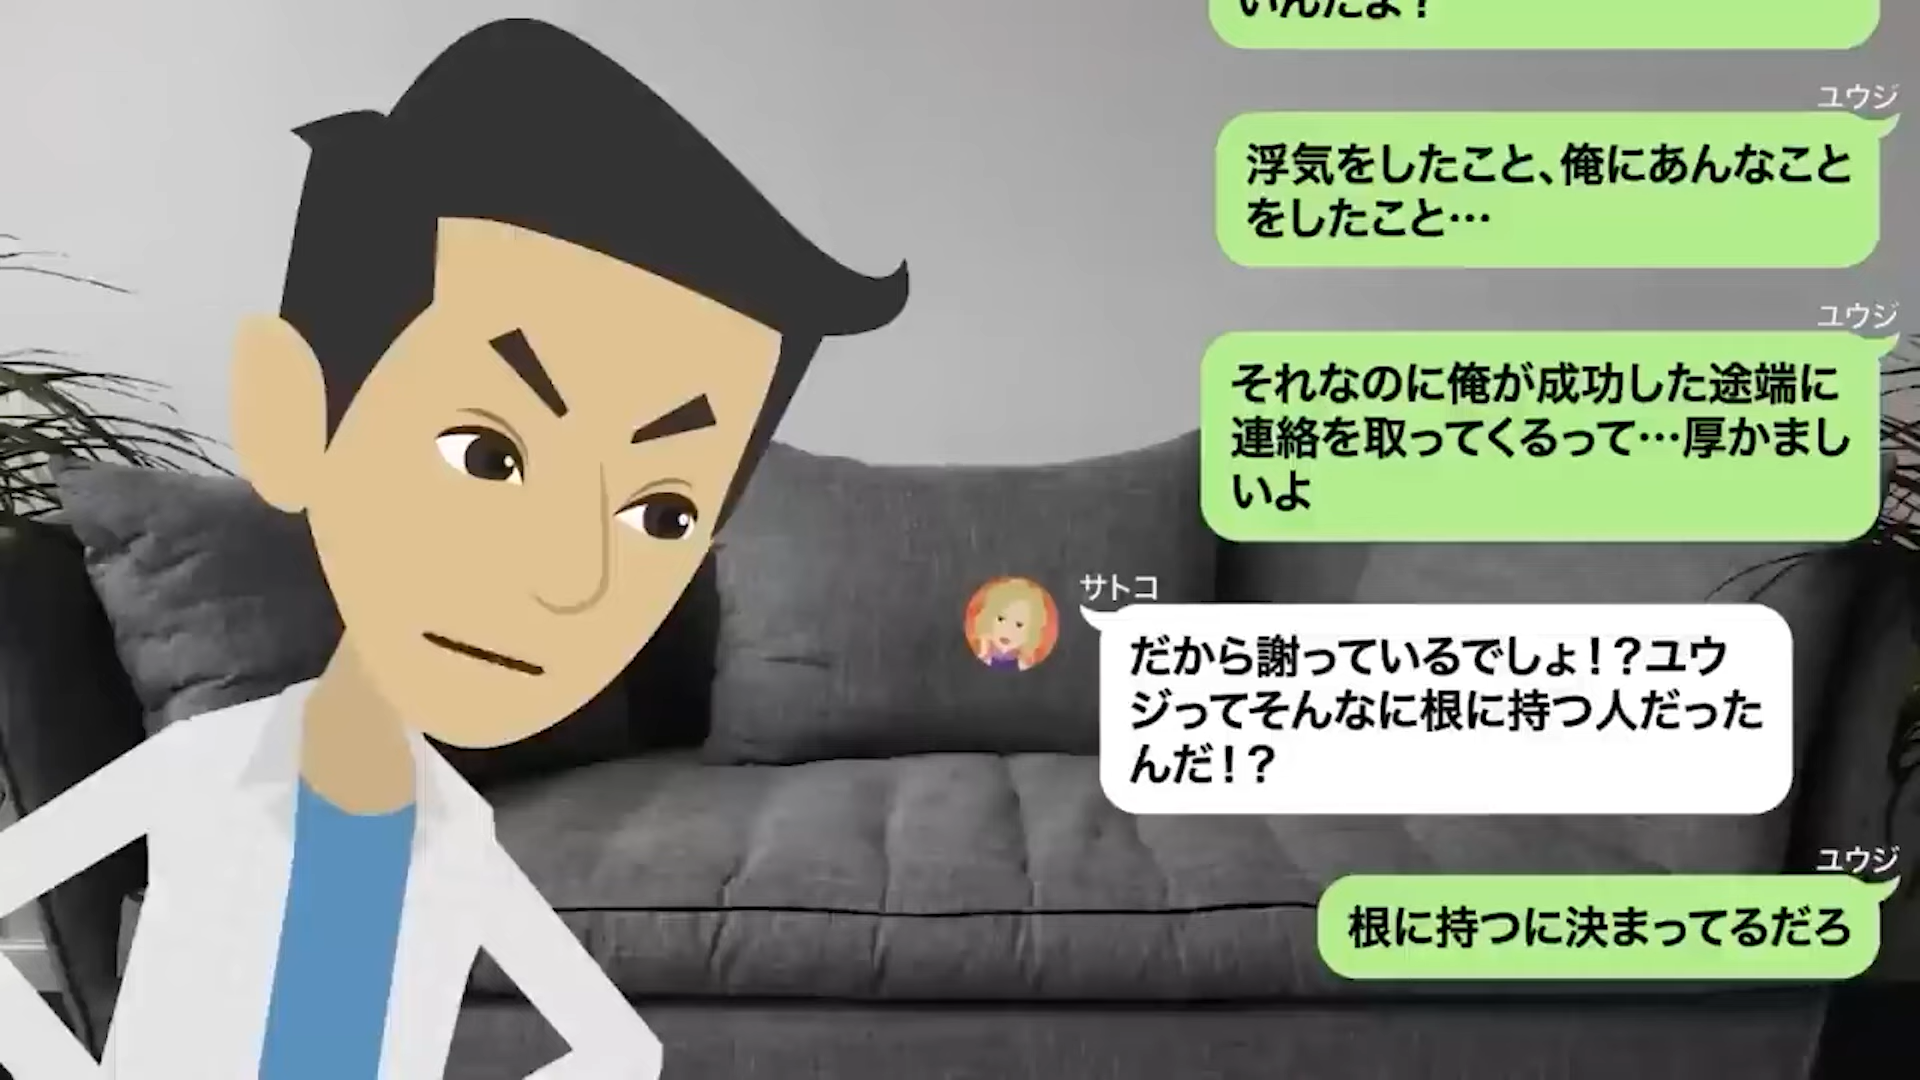 いんだよ？
ユウジ
浮気をしたこと、俺にあんなこと
をしたこと…
ユウジ
それなのに俺が成功した途端に
連絡を取ってくるって…厚かまし
いよ
サトコ
だから謝っているでしょ！？ユウ
ジってそんなに根に持つ人だった
んだ！？
ユウジ
根に持つに決まってるだろ